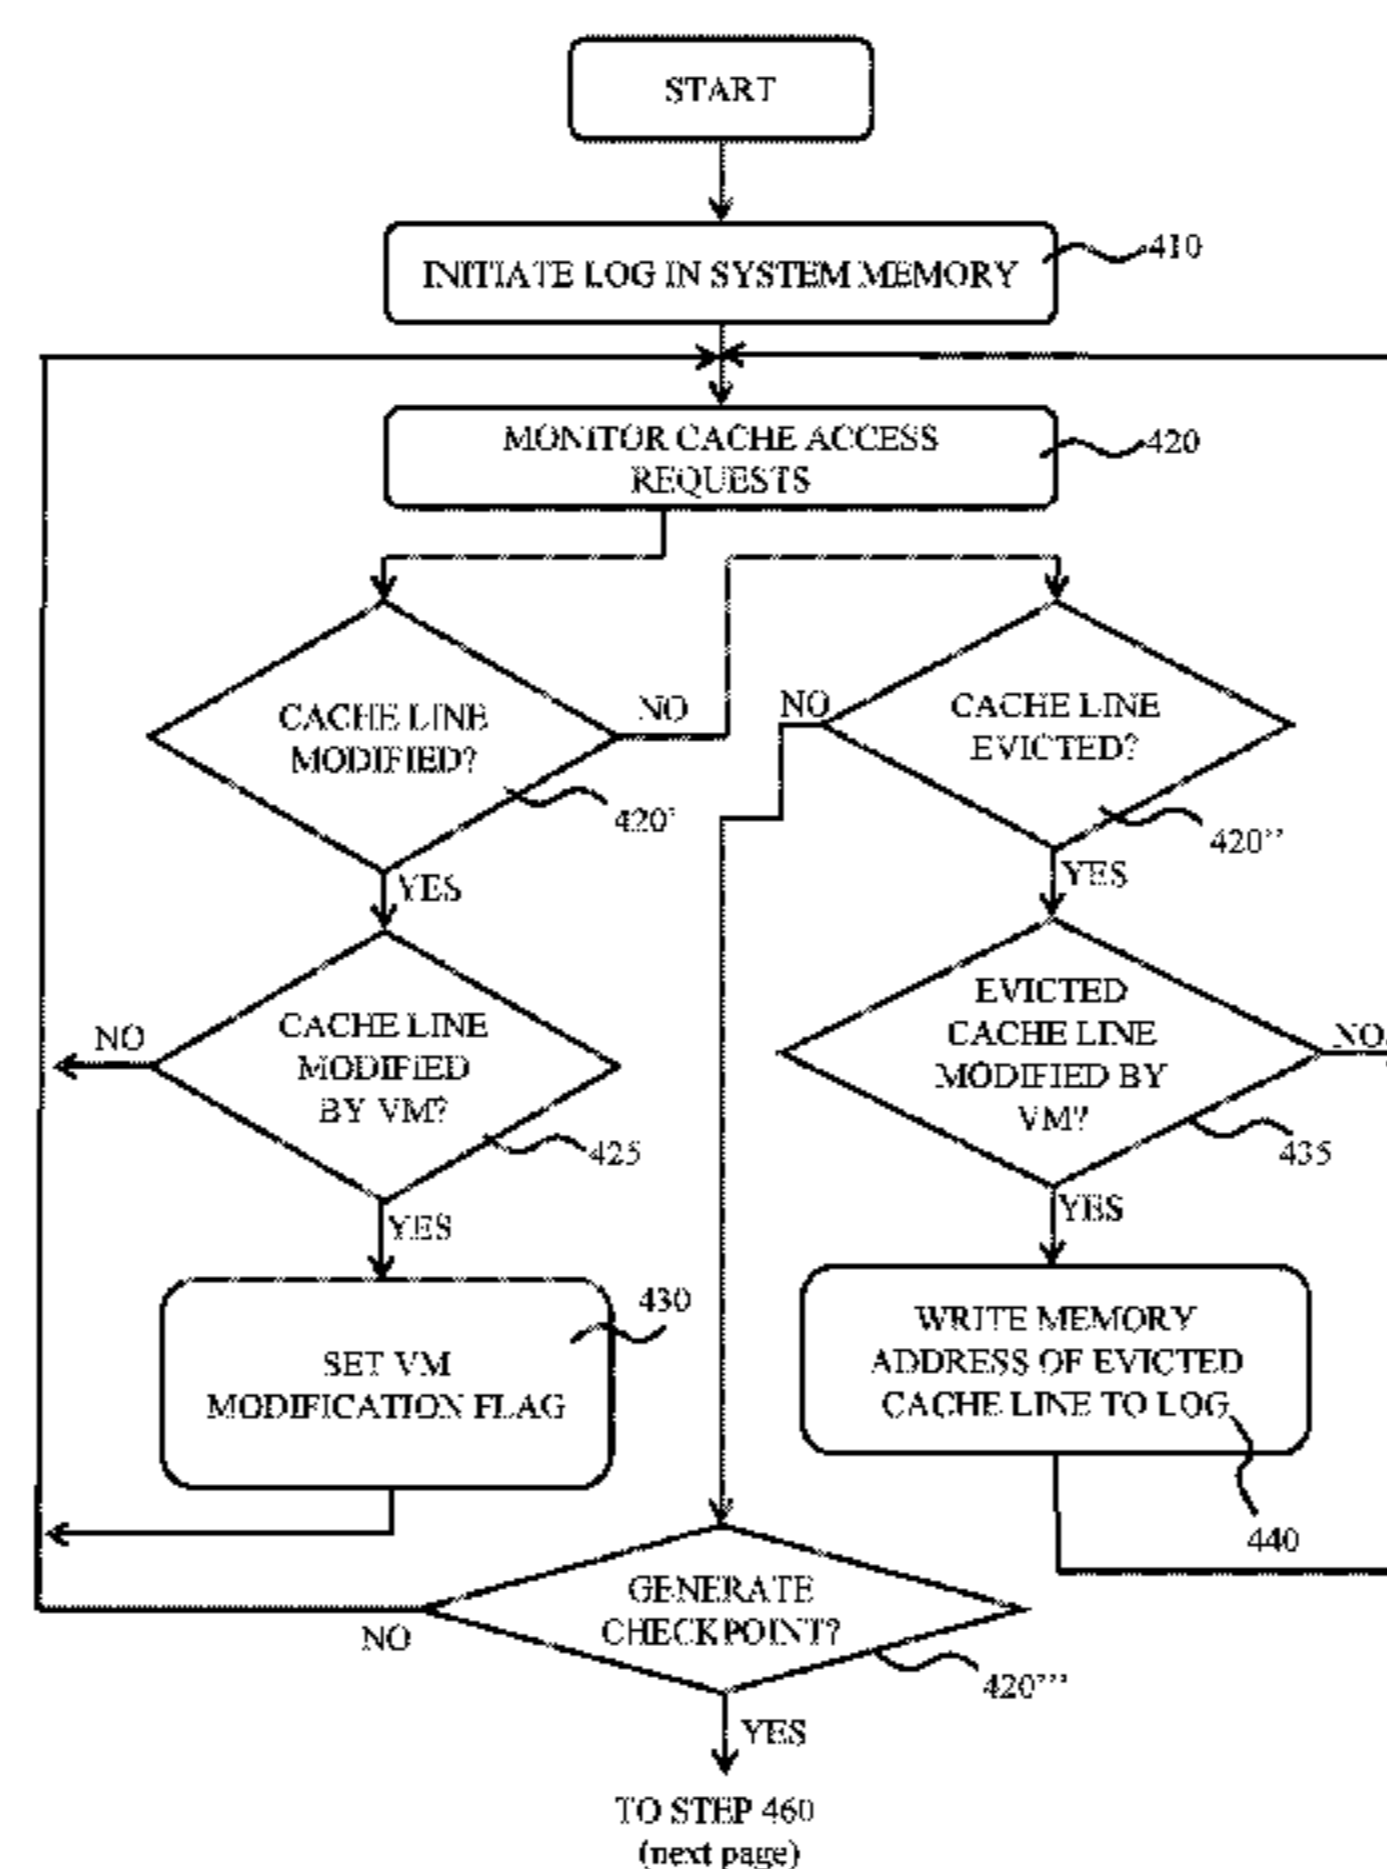 START
INITIATE LOG IN SYSTEM MEMORY
410
MONITOR CACHE ACCESS
REQUESTS
420
CACHE LINE
MODIFIED?
NO
420'
YES
NO
CACHE LINE
EVICTED?
420''
YES
CACHE LINE
MODIFIED
BY VM?
NO
425
YES
EVICTED
CACHE LINE
MODIFIED BY
VM?
NO
435
YES
SET VM
MODIFICATION FLAG
430
WRITE MEMORY
ADDRESS OF EVICTED
CACHE LINE TO LOG
440
GENERATE
CHECKPOINT?
NO
420'''
YES
TO STEP 460
(next page)